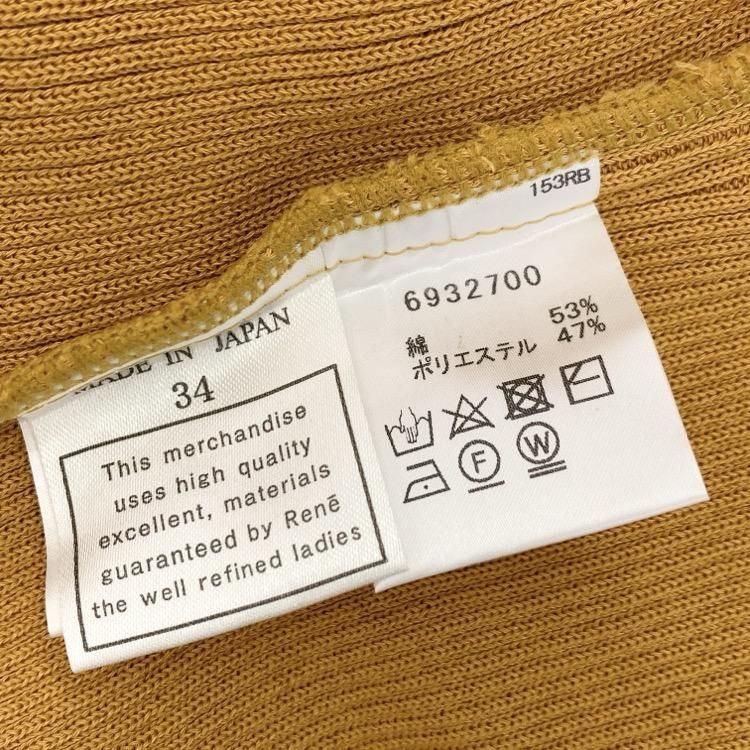 MADE IN JAPAN
34
This merchandise
uses high quality
excellent, materials
guaranteed by René
the well refined ladies
153RB
6932700
綿 53%
ポリエステル 47%
F W